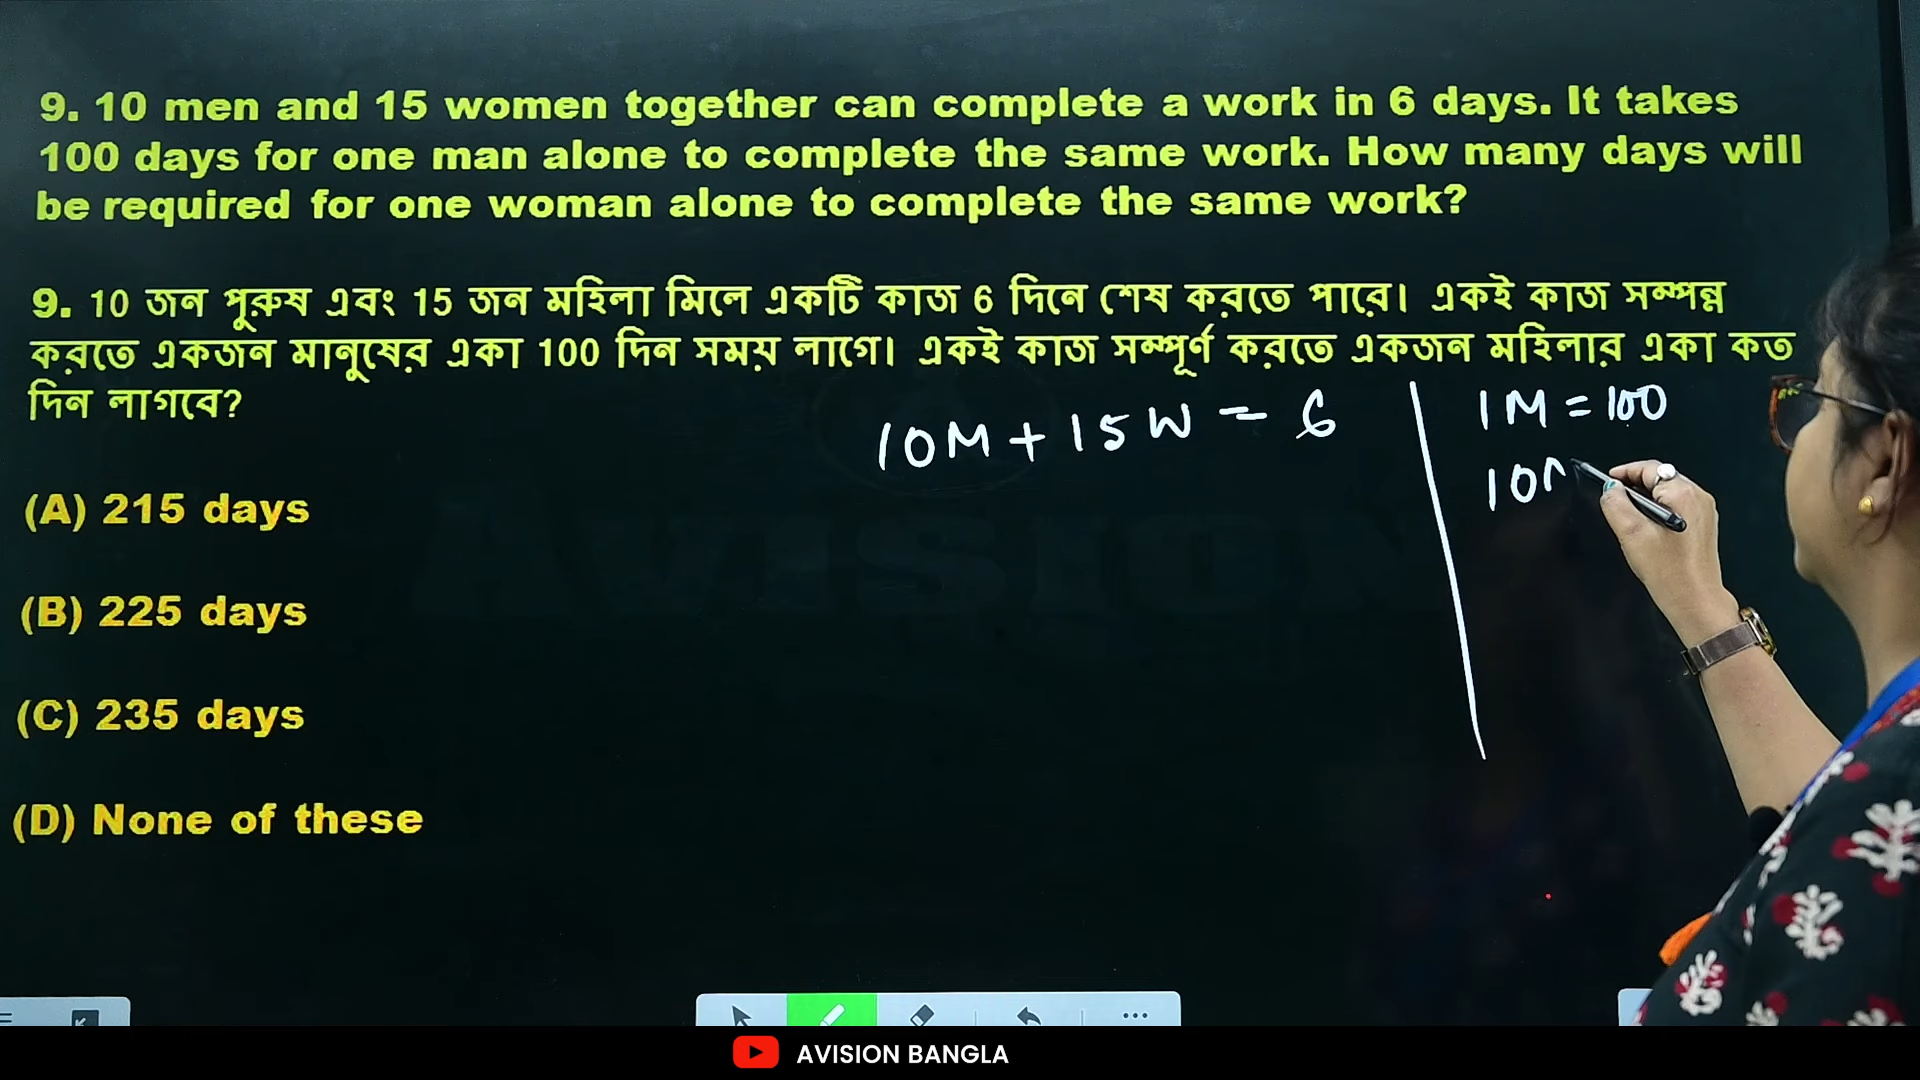 9. 10 men and 15 women together can complete a work in 6 days. It takes
100 days for one man alone to complete the same work. How many days will
be required for one woman alone to complete the same work?
9. 10 জন পুরুষ এবং 15 জন মহিলা মিলে একটি কাজ 6 দিনে শেষ করতে পারে। একই কাজ সম্পন্ন
করতে একজন মানুষের একা 100 দিন সময় লাগে। একই কাজ সম্পূর্ণ করতে একজন মহিলার একা কত
দিন লাগবে?
10M + 15W = 6
1M = 100
10
(A) 215 days
(B) 225 days
(C) 235 days
(D) None of these
AVISION
AVISION BANGLA